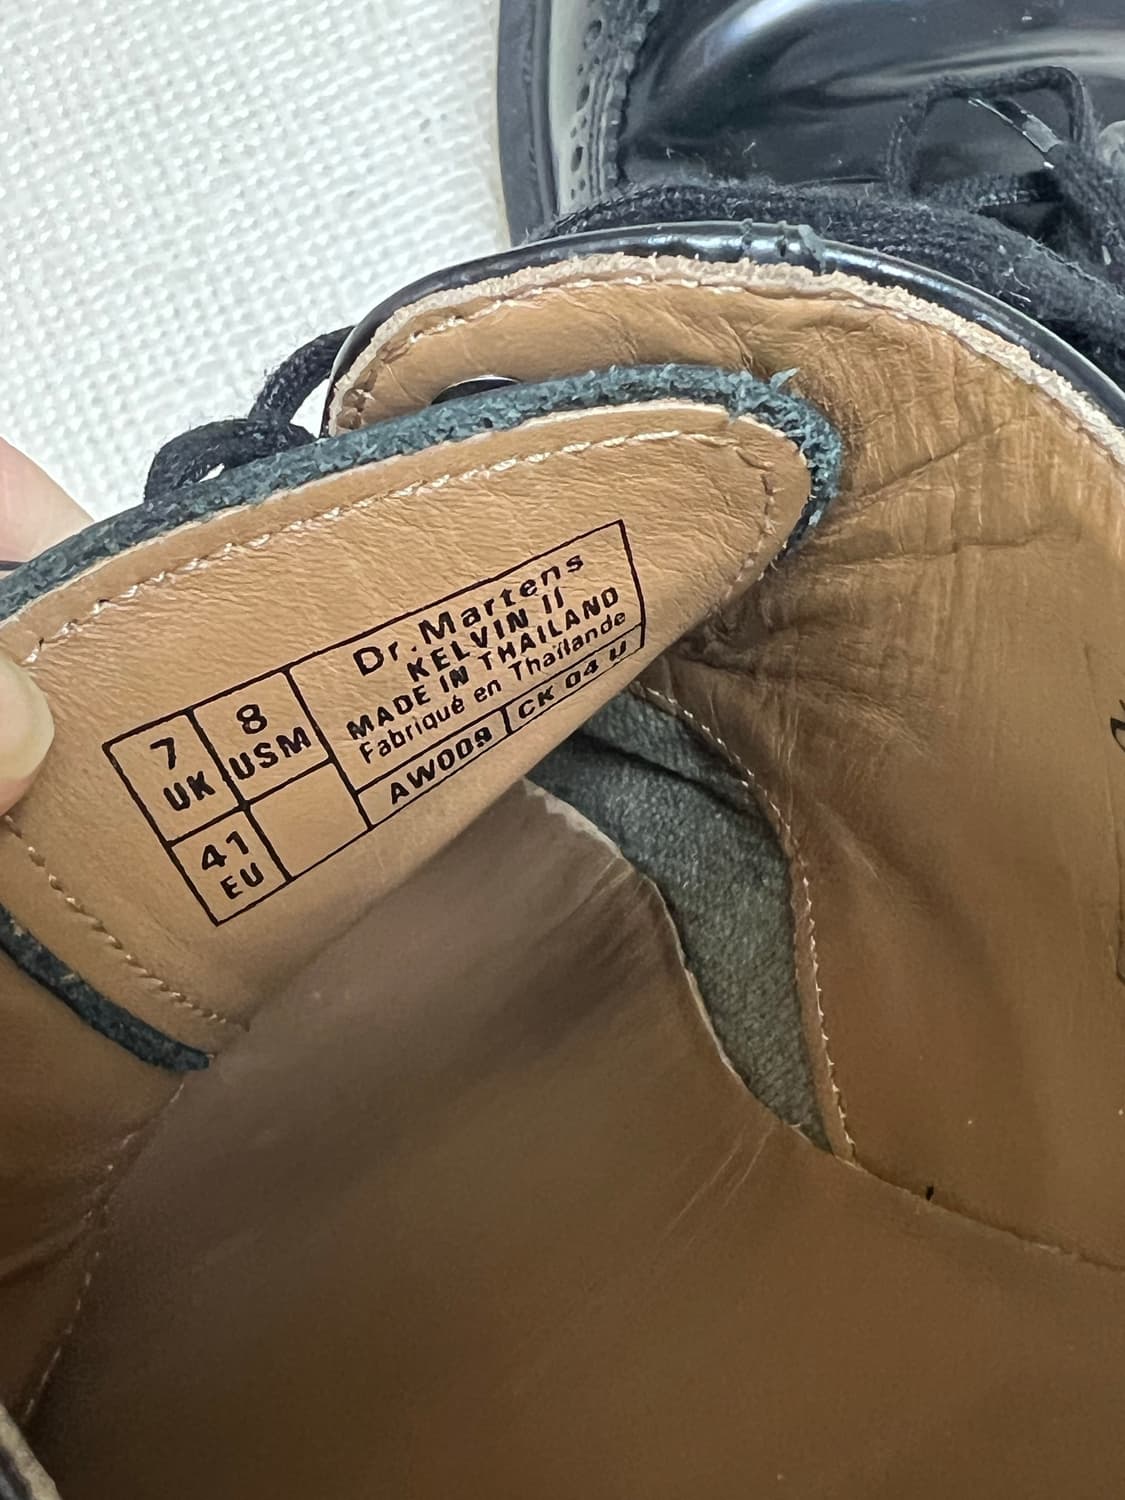 7
UK
8
USM
41
EU
Dr. Martens
KELVIN II
MADE IN THAILAND
Fabriqué en Thaïlande
AW009
CK 04 U